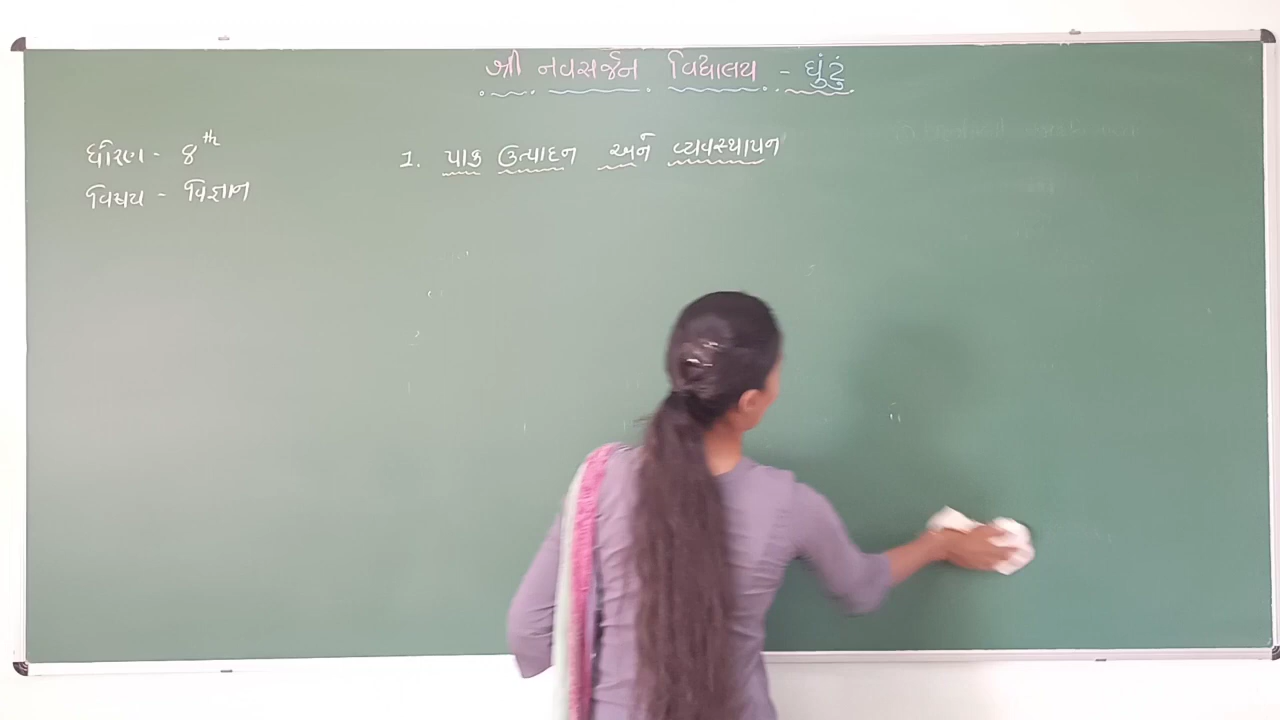 શ્રી નવસર્જન વિદ્યાલય - ઘુંટું
ધોરણ - 8th
વિષય - વિજ્ઞાન
1. પાક ઉત્પાદન અને વ્યવસ્થાપન